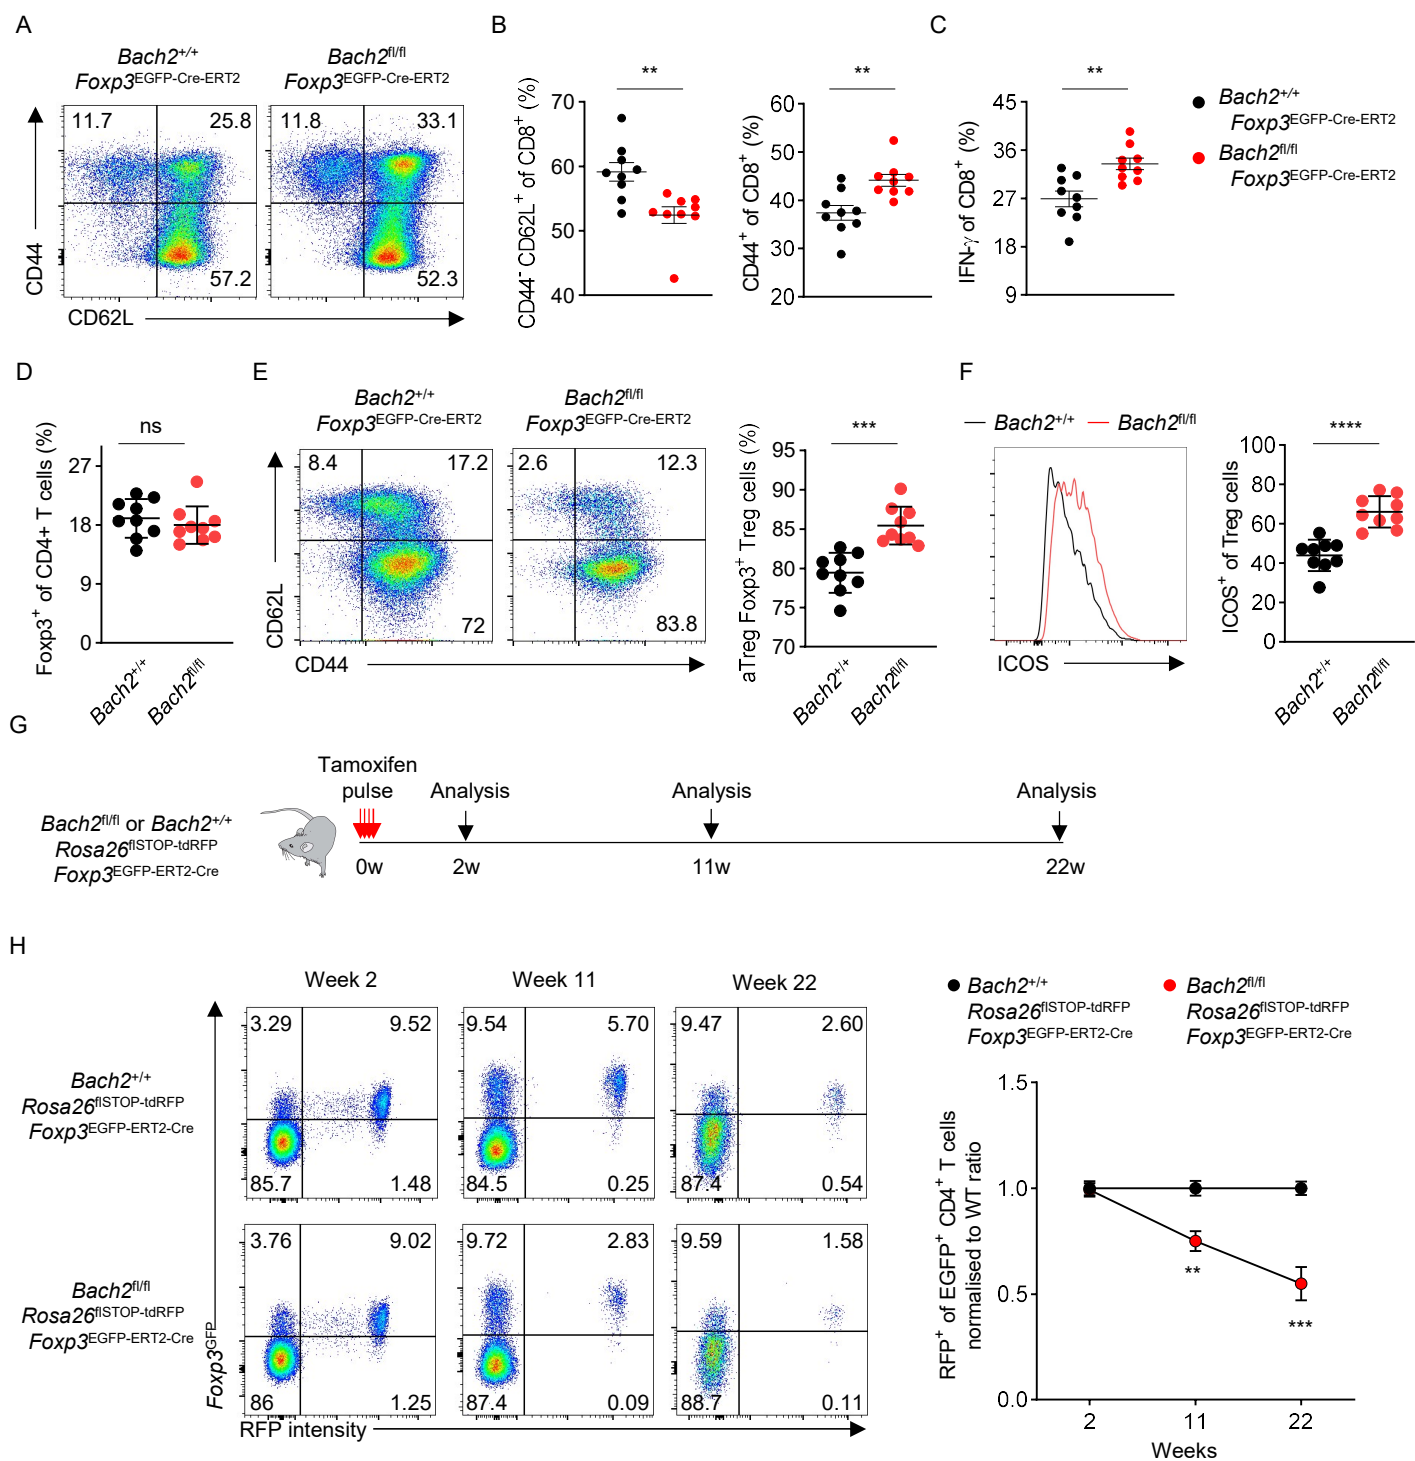 A
Bach2+/+
Foxp3EGFP-Cre-ERT2
Bach2fl/fl
Foxp3EGFP-Cre-ERT2
11.7
25.8
57.2
11.8
33.1
52.3
CD44
CD62L
B
**
CD44- CD62L+ of CD8+ (%)
70
60
50
40
**
CD44+ of CD8+ (%)
60
50
40
30
20
C
**
IFN-γ of CD8+ (%)
45
36
27
18
9
Bach2+/+
Foxp3EGFP-Cre-ERT2
Bach2fl/fl
Foxp3EGFP-Cre-ERT2
D
ns
Foxp3+ of CD4+ T cells (%)
27
18
9
0
Bach2+/+
Bach2fl/fl
E
Bach2+/+
Foxp3EGFP-Cre-ERT2
Bach2fl/fl
Foxp3EGFP-Cre-ERT2
8.4
17.2
72
2.6
12.3
83.8
CD62L
CD44
***
aTreg Foxp3+ Treg cells (%)
95
90
85
80
75
70
Bach2+/+
Bach2fl/fl
F
Bach2+/+
Bach2fl/fl
ICOS
****
ICOS+ of Treg cells
100
80
60
40
20
0
Bach2+/+
Bach2fl/fl
G
Bach2fl/fl or Bach2+/+
Rosa26flSTOP-tdRFP
Foxp3EGFP-ERT2-Cre
Tamoxifen
pulse
Analysis
Analysis
Analysis
0w
2w
11w
22w
H
Week 2
Week 11
Week 22
Bach2+/+
Rosa26flSTOP-tdRFP
Foxp3EGFP-ERT2-Cre
3.29
9.52
85.7
1.48
9.54
5.70
84.5
0.25
9.47
2.60
87.4
0.54
Bach2fl/fl
Rosa26flSTOP-tdRFP
Foxp3EGFP-ERT2-Cre
3.76
9.02
86
1.25
9.72
2.83
87.4
0.09
9.59
1.58
88.7
0.11
Foxp3GFP
RFP intensity
Bach2+/+
Rosa26flSTOP-tdRFP
Foxp3EGFP-ERT2-Cre
Bach2fl/fl
Rosa26flSTOP-tdRFP
Foxp3EGFP-ERT2-Cre
RFP+ of EGFP+ CD4+ T cells
normalised to WT ratio
1.5
1.0
0.5
0.0
**
***
2
11
22
Weeks